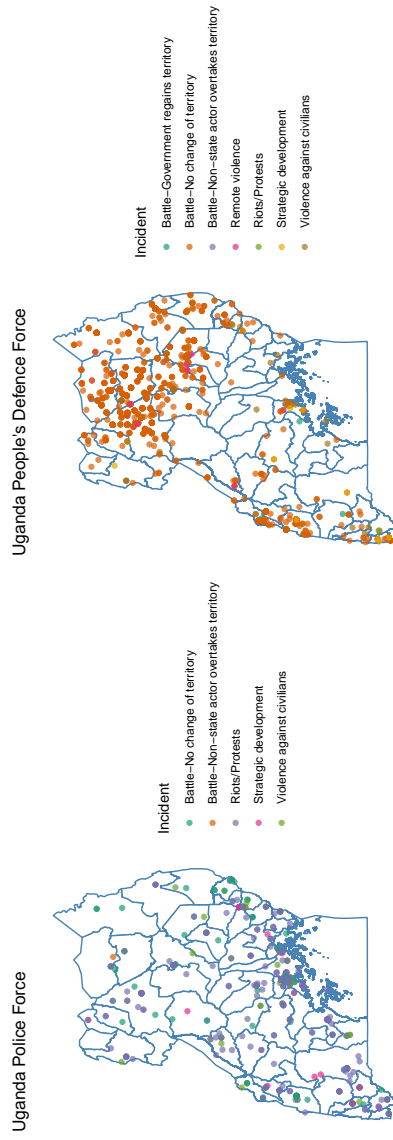 Uganda Police Force
Incident
Battle−No change of territory
Battle−Non−state actor overtakes territory
Riots/Protests
Strategic development
Violence against civilians
Uganda People's Defence Force
Incident
Battle−Government regains territory
Battle−No change of territory
Battle−Non−state actor overtakes territory
Remote violence
Riots/Protests
Strategic development
Violence against civilians